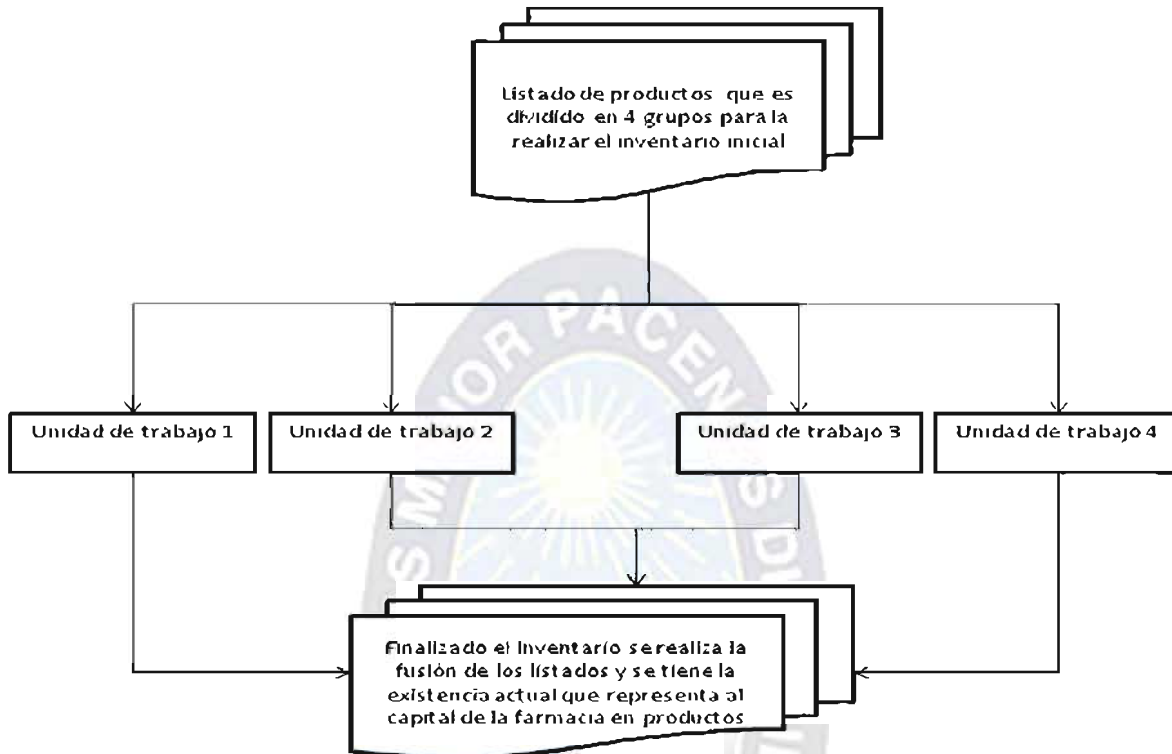 Listado de productos que es
dividido en 4 grupos para la
realizar el inventario inicial
Unidad de trabajo 1
Unidad de trabajo 2
Unidad de trabajo 3
Unidad de trabajo 4
Finalizado el Inventario se realiza la
fusión de los listados y se tiene la
existencia actual que representa al
capital de la farmacia en productos